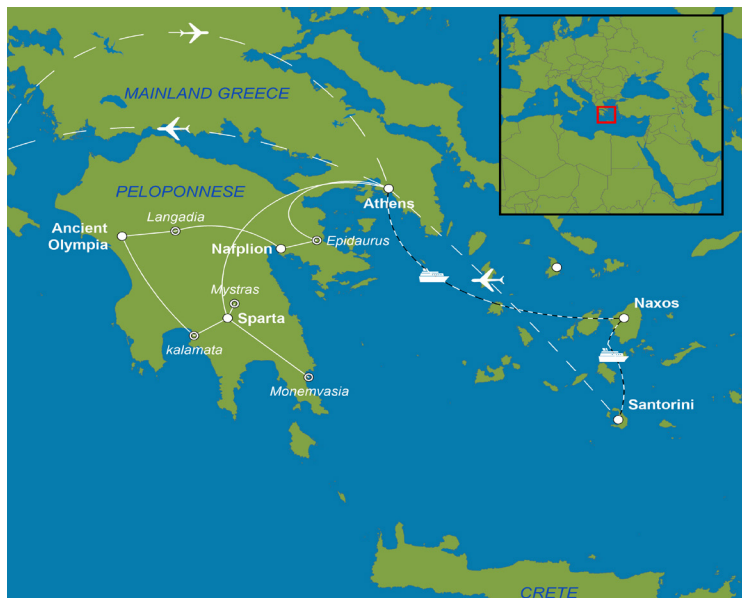 MAINLAND GREECE
PELOPONNESE
Athens
Langadia
Ancient
Olympia
Nafplion
Epidaurus
Mystras
Naxos
Sparta
kalamata
Monemvasia
Santorini
CRETE